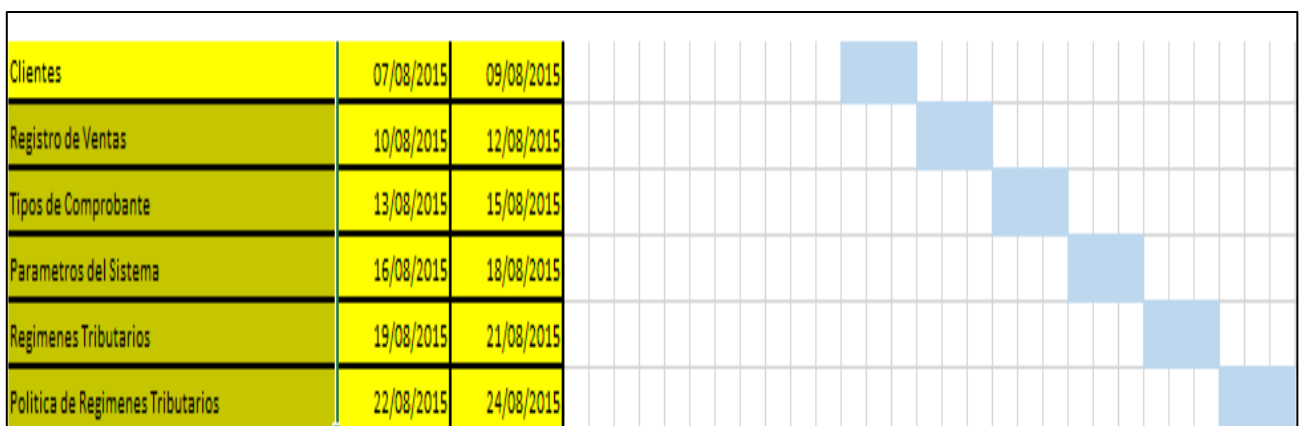 Clientes 07/08/2015 09/08/2015
Registro de Ventas 10/08/2015 12/08/2015
Tipos de Comprobante 13/08/2015 15/08/2015
Parametros del Sistema 16/08/2015 18/08/2015
Regimenes Tributarios 19/08/2015 21/08/2015
Politica de Regimenes Tributarios 22/08/2015 24/08/2015